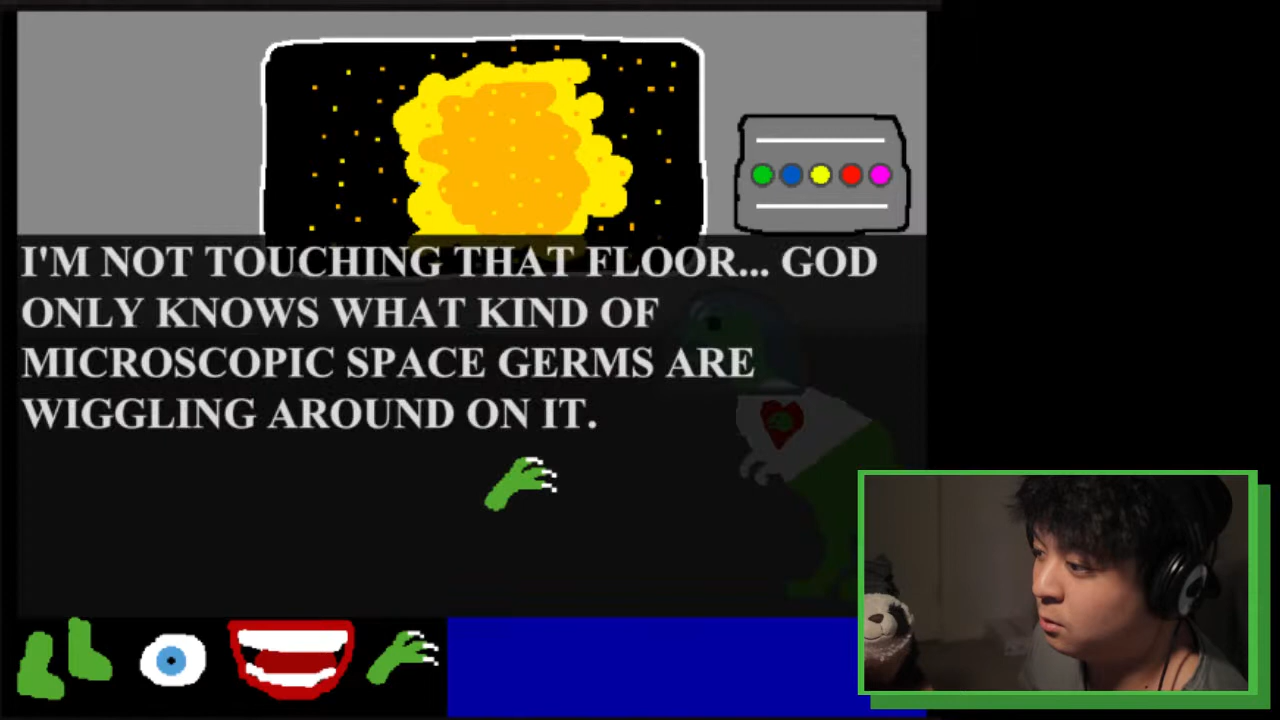 I'M NOT TOUCHING THAT FLOOR... GOD
ONLY KNOWS WHAT KIND OF
MICROSCOPIC SPACE GERMS ARE
WIGGLING AROUND ON IT.